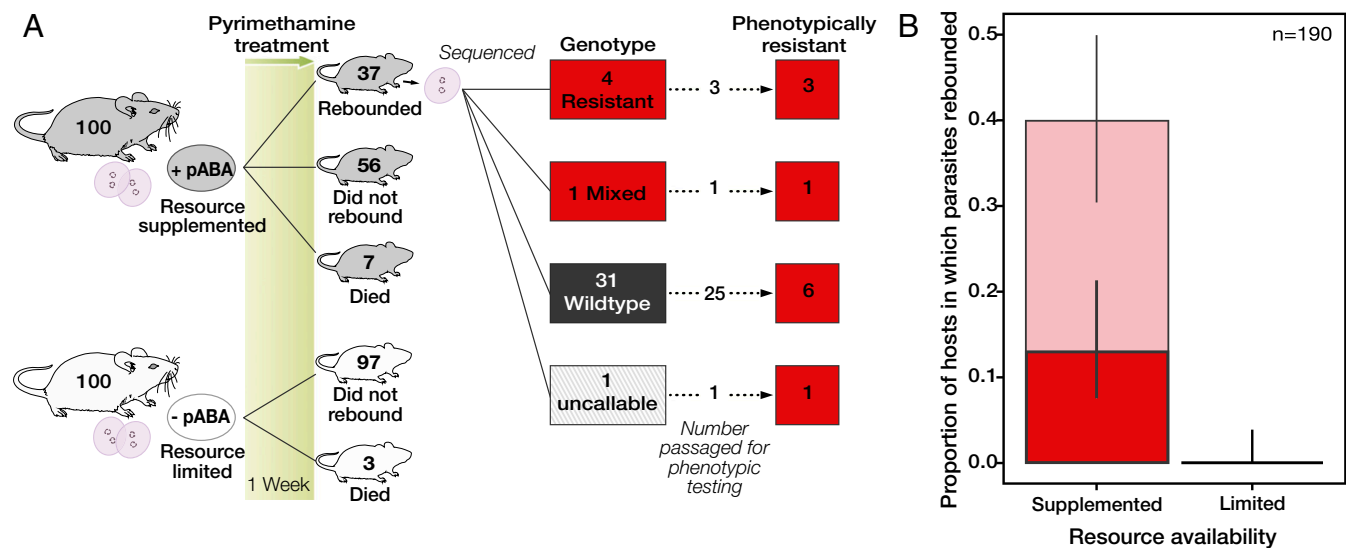 A
Pyrimethamine
treatment
100
+ pABA
Resource
supplemented
37
Rebounded
56
Did not
rebound
7
Died
100
- pABA
Resource
limited
97
Did not
rebound
3
Died
1 Week
Sequenced
Genotype
Phenotypically
resistant
4
Resistant
3
3
1 Mixed
1
1
31
Wildtype
25
6
1
uncallable
1
1
Number
passaged for
phenotypic
testing
B
n=190
Proportion of hosts in which parasites rebounded
0.5
0.4
0.3
0.2
0.1
0.0
Supplemented
Limited
Resource availability